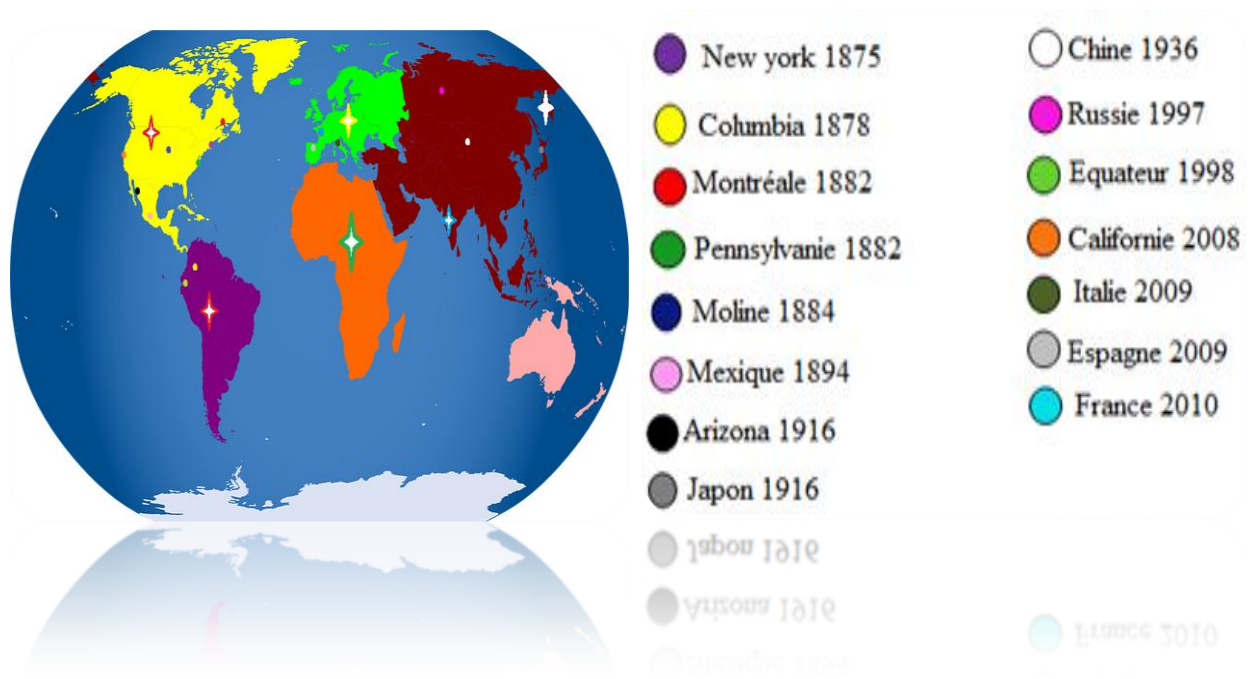 New york 1875
Columbia 1878
Montréale 1882
Pennsylvanie 1882
Moline 1884
Mexique 1894
Arizona 1916
Japon 1916
Chine 1936
Russie 1997
Equateur 1998
Californie 2008
Italie 2009
Espagne 2009
France 2010